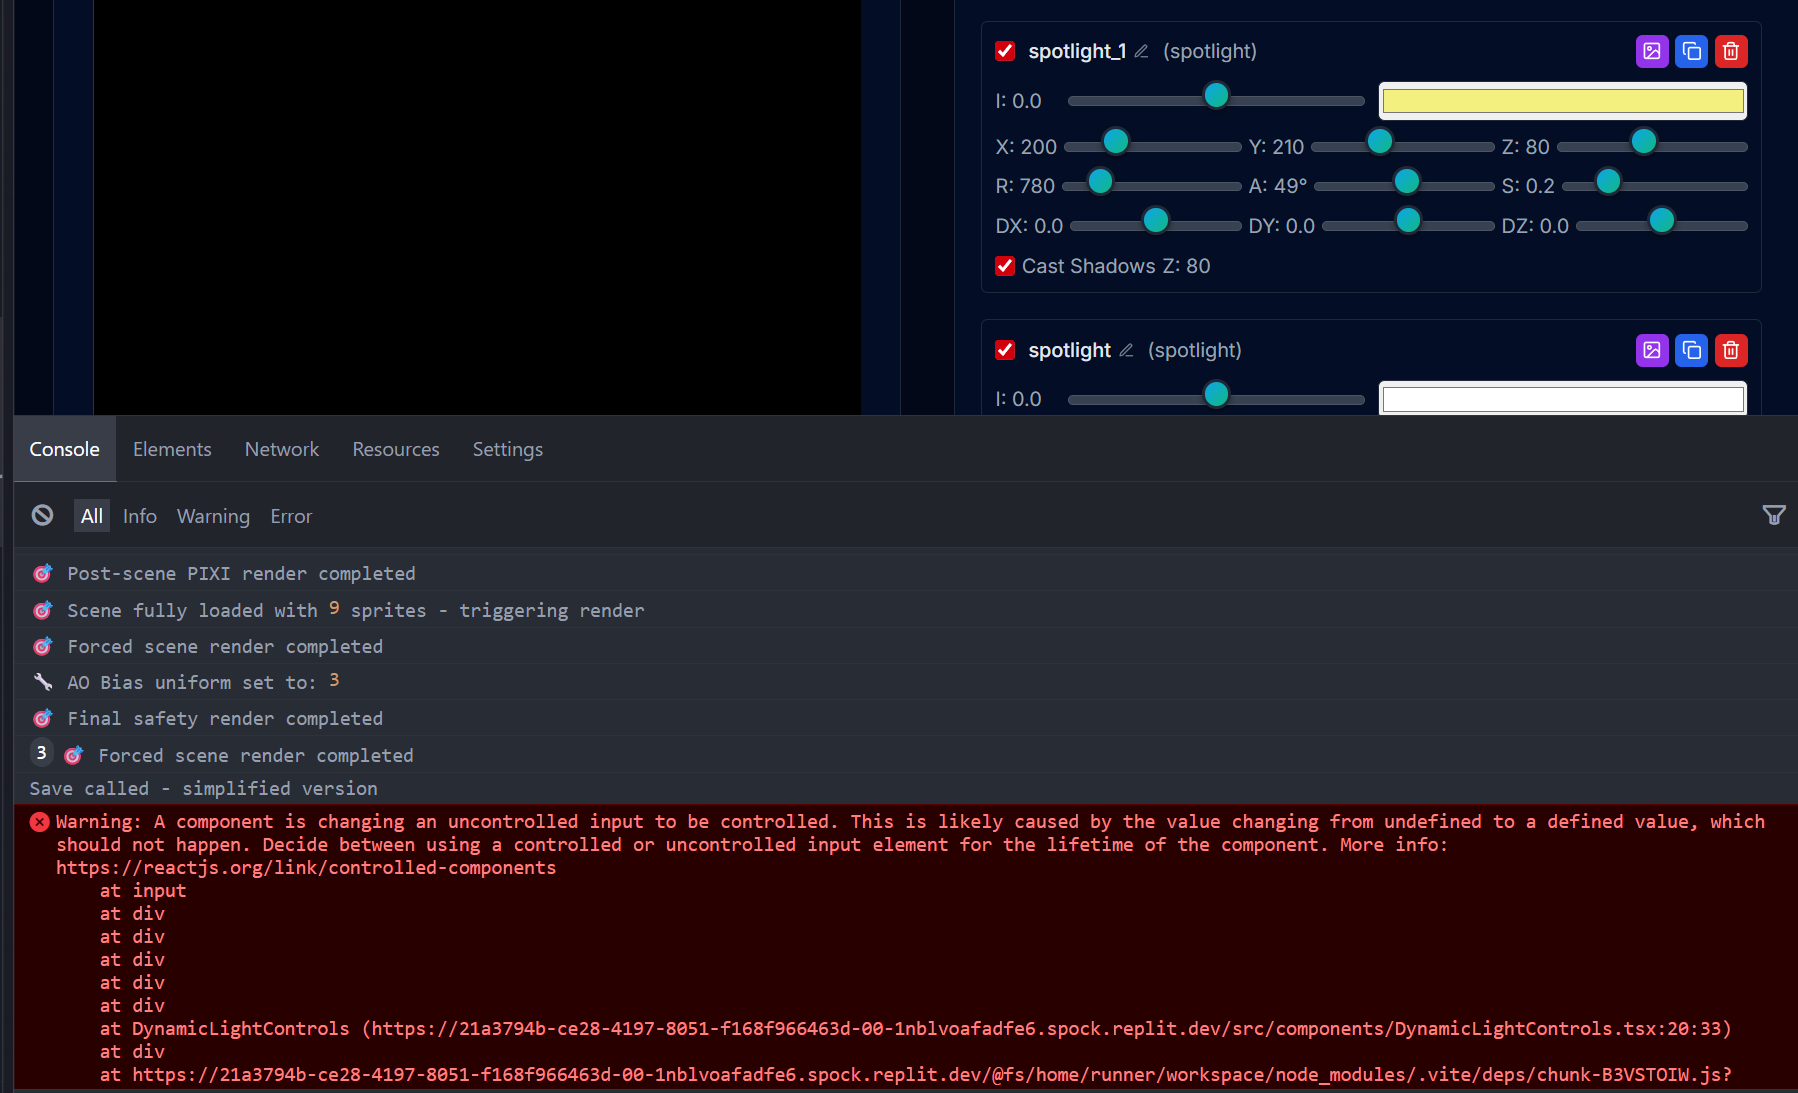 spotlight_1 (spotlight)
I: 0.0
X: 200 Y: 210 Z: 80
R: 780 A: 49° S: 0.2
DX: 0.0 DY: 0.0 DZ: 0.0
Cast Shadows Z: 80
spotlight (spotlight)
I: 0.0
Console Elements Network Resources Settings
All Info Warning Error
Post-scene PIXI render completed
Scene fully loaded with 9 sprites - triggering render
Forced scene render completed
AO Bias uniform set to: 3
Final safety render completed
3 Forced scene render completed
Save called - simplified version
Warning: A component is changing an uncontrolled input to be controlled. This is likely caused by the value changing from undefined to a defined value, which
should not happen. Decide between using a controlled or uncontrolled input element for the lifetime of the component. More info:
https://reactjs.org/link/controlled-components
at input
at div
at div
at div
at div
at div
at DynamicLightControls (https://21a3794b-ce28-4197-8051-f168f966463d-00-1nblvoafadfe6.spock.replit.dev/src/components/DynamicLightControls.tsx:20:33)
at div
at https://21a3794b-ce28-4197-8051-f168f966463d-00-1nblvoafadfe6.spock.replit.dev/@fs/home/runner/workspace/node_modules/.vite/deps/chunk-B3VSTOIW.js?